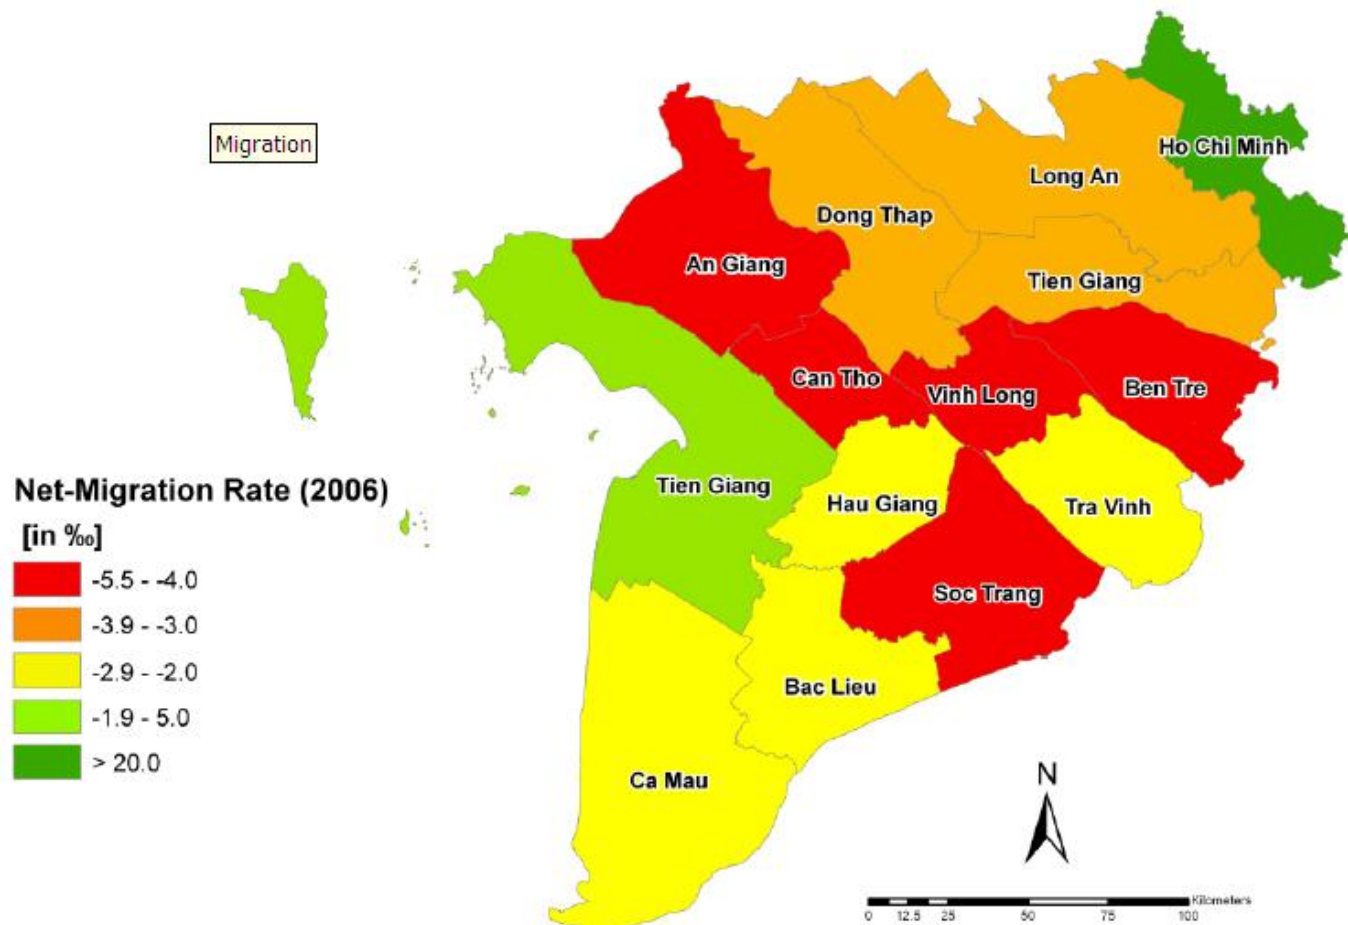 Migration
Ho Chi Minh
Long An
Dong Thap
An Giang
Tien Giang
Can Tho
Vinh Long
Ben Tre
Tien Giang
Hau Giang
Tra Vinh
Soc Trang
Bac Lieu
Ca Mau
Net-Migration Rate (2006)
[in ‰]
-5.5 - -4.0
-3.9 - -3.0
-2.9 - -2.0
-1.9 - 5.0
> 20.0
N
Kilometers
0 12.5 25 50 75 100